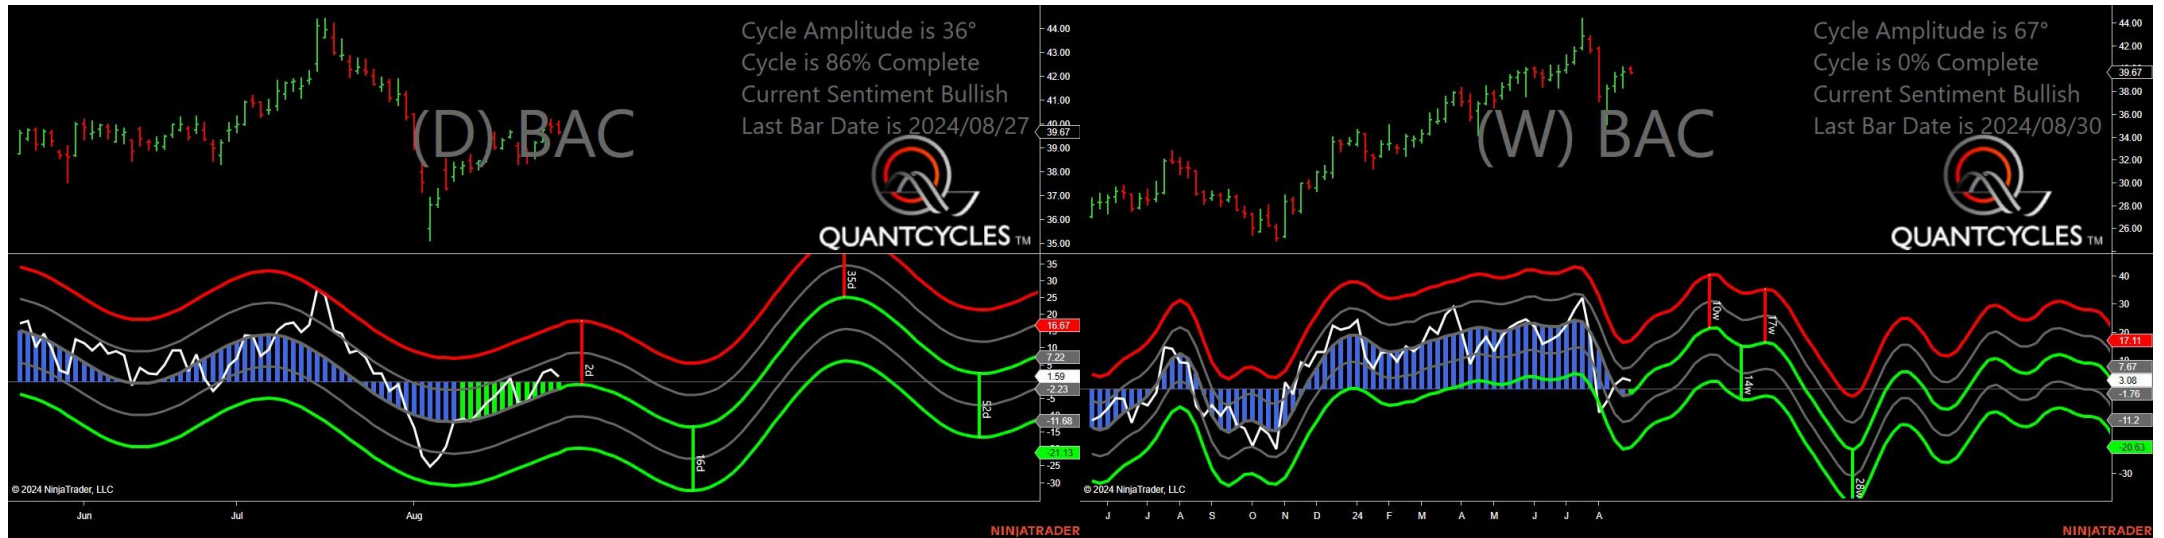 Cycle Amplitude is 36°
Cycle is 86% Complete
Current Sentiment Bullish
Last Bar Date is 2024/08/27
(D) BAC
QUANTCYCLES TM
44.00
43.00
42.00
41.00
40.00
39.67
39.00
38.00
37.00
36.00
35.00
35
30
25
20
16.67
10
7.22
5
1.59
-2.23
-5
-11.68
-15
-21.13
-25
-30
2d
16d
35d
52d
© 2024 NinjaTrader, LLC
Jun Jul Aug
NINJATRADER
Cycle Amplitude is 67°
Cycle is 0% Complete
Current Sentiment Bullish
Last Bar Date is 2024/08/30
(W) BAC
QUANTCYCLES TM
44.00
42.00
39.67
38.00
36.00
34.00
32.00
30.00
28.00
26.00
40
30
20
17.11
7.67
3.08
-1.76
-11.2
-20.63
-30
10w
14w
17w
28w
© 2024 NinjaTrader, LLC
J J A S O N D 24 F M A M J J A
NINJATRADER